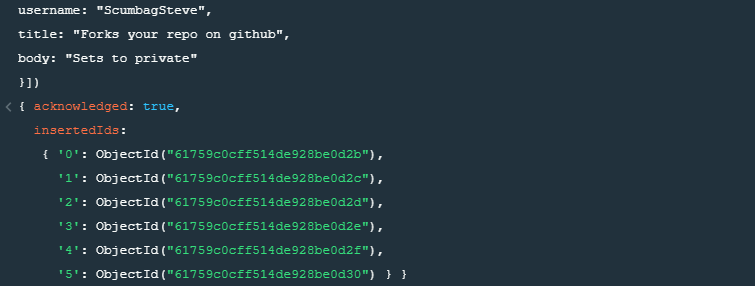 username: "ScumbagSteve",
title: "Forks your repo on github",
body: "Sets to private"
}])
< { acknowledged: true,
insertedIds:
{ '0': ObjectId("61759c0cff514de928be0d2b"),
'1': ObjectId("61759c0cff514de928be0d2c"),
'2': ObjectId("61759c0cff514de928be0d2d"),
'3': ObjectId("61759c0cff514de928be0d2e"),
'4': ObjectId("61759c0cff514de928be0d2f"),
'5': ObjectId("61759c0cff514de928be0d30") } }